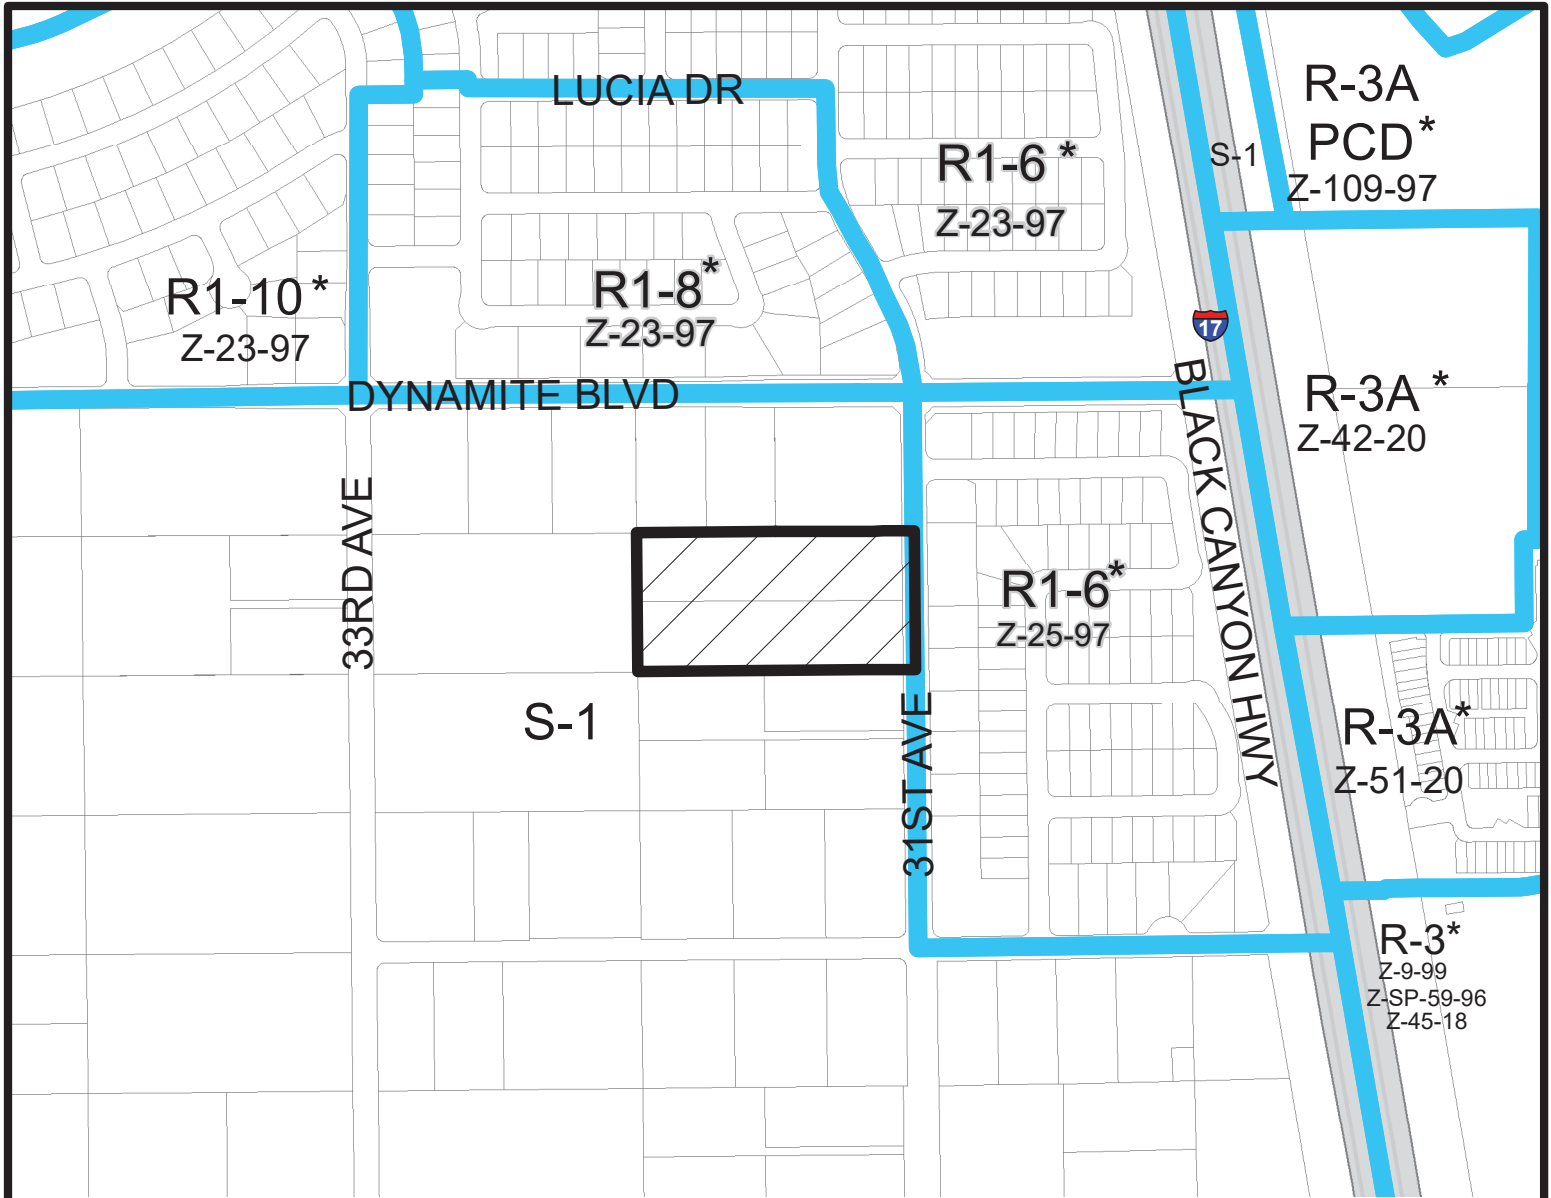 LUCIA DR
R-3A
PCD*
Z-109-97
S-1
R1-6 *
Z-23-97
R1-10 *
Z-23-97
R1-8*
Z-23-97
17
DYNAMITE BLVD
BLACK CANYON HWY
R-3A *
Z-42-20
33RD AVE
R1-6*
Z-25-97
S-1
31ST AVE
R-3A*
Z-51-20
R-3*
Z-9-99
Z-SP-59-96
Z-45-18